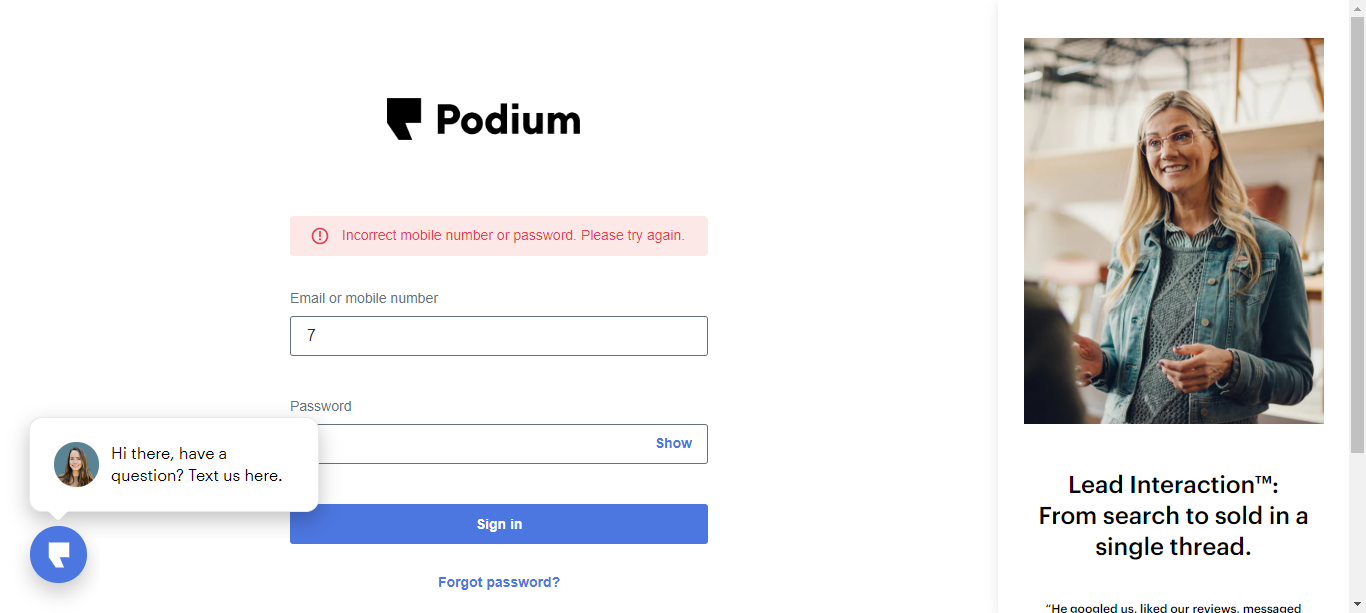 Podium
Incorrect mobile number or password. Please try again.
Email or mobile number
7
Password
Show
Hi there, have a
question? Text us here.
Sign in
Forgot password?
Lead Interaction™:
From search to sold in a
single thread.
“He googled us, liked our reviews, messaged